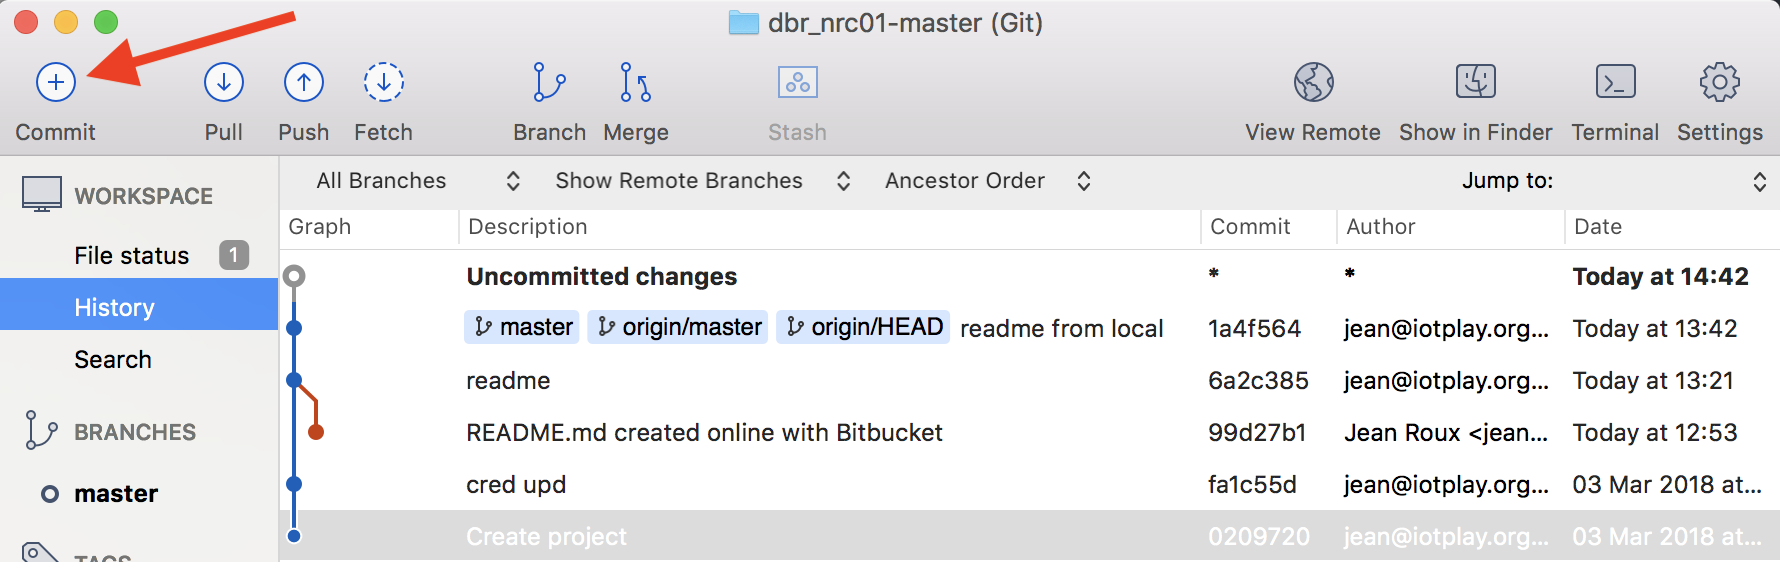 dbr_nrc01-master (Git)
Commit Pull Push Fetch Branch Merge Stash View Remote Show in Finder Terminal Settings
WORKSPACE
File status 1
History
Search
BRANCHES
master
TAGS
All Branches Show Remote Branches Ancestor Order Jump to:
Graph Description Commit Author Date
Uncommitted changes * * Today at 14:42
master origin/master origin/HEAD readme from local 1a4f564 jean@iotplay.org... Today at 13:42
readme 6a2c385 jean@iotplay.org... Today at 13:21
README.md created online with Bitbucket 99d27b1 Jean Roux <jean... Today at 12:53
cred upd fa1c55d jean@iotplay.org... 03 Mar 2018 at...
Create project 0209720 jean@iotplay.org... 03 Mar 2018 at...